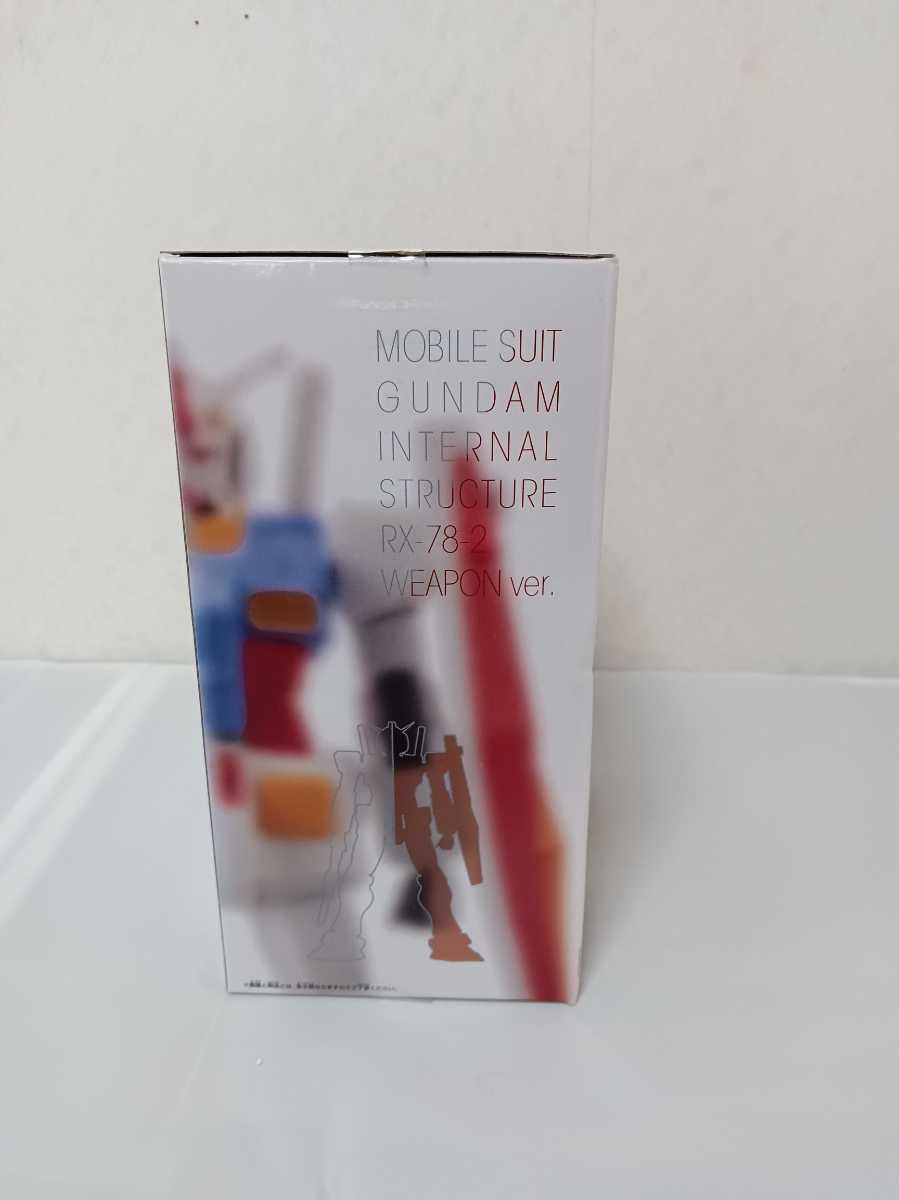 MOBILE SUIT
GUNDAM
INTERNAL
STRUCTURE
RX-78-2
WEAPON ver.